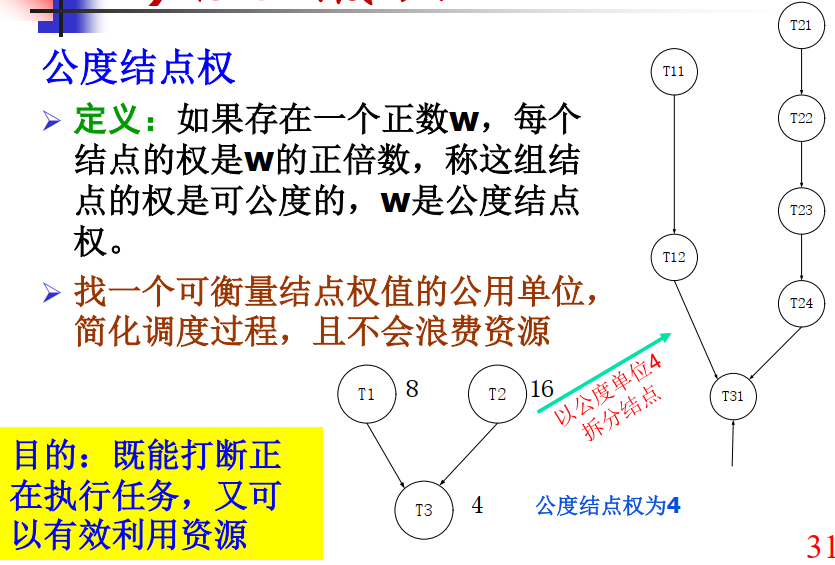 公度结点权
定义：如果存在一个正数w，每个
结点的权是w的正倍数，称这组结
点的权是可公度的，w是公度结点
权。
找一个可衡量结点权值的公用单位，
简化调度过程，且不会浪费资源
目的：既能打断正
在执行任务，又可
以有效利用资源
T1 8
T2 16
T3 4
以公度单位4
拆分结点
公度结点权为4
T11
T12
T21
T22
T23
T24
T31
31